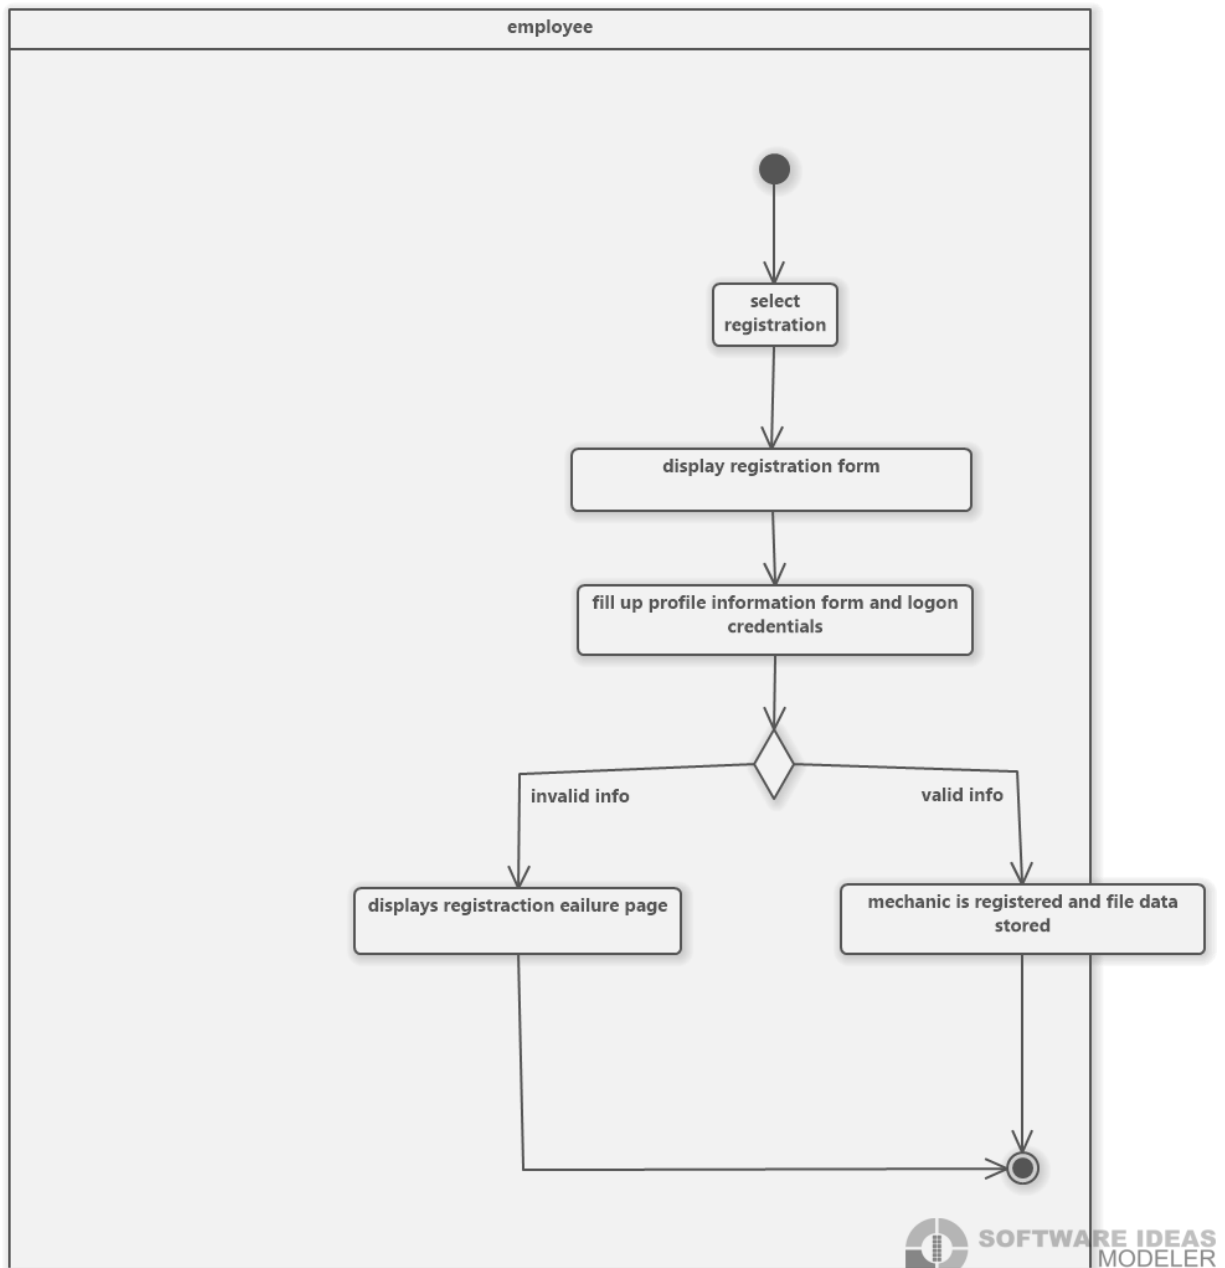 employee
select
registration
display registration form
fill up profile information form and logon
credentials
invalid info
valid info
displays registraction eailure page
mechanic is registered and file data
stored
SOFTWARE IDEAS
MODELER